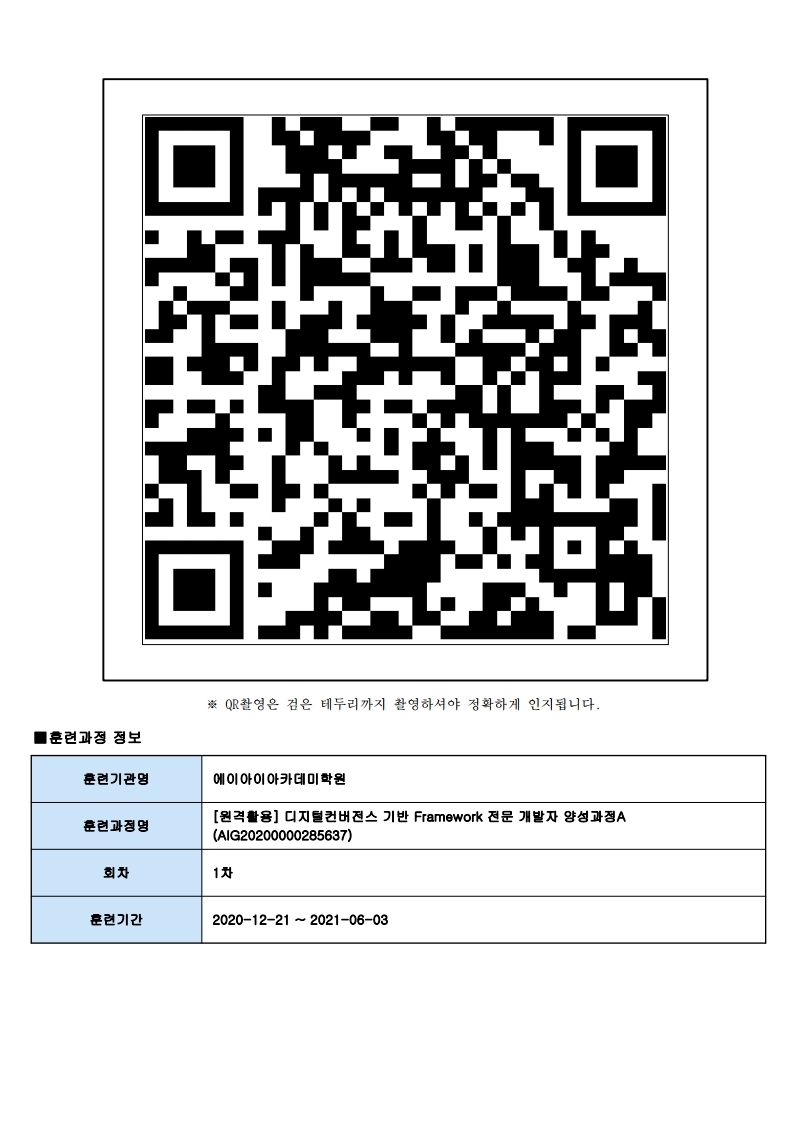 ※ QR촬영은 검은 테두리까지 촬영하셔야 정확하게 인지됩니다.
■훈련과정 정보
훈련기관명 에이아이아카데미학원
훈련과정명 [원격활용] 디지털컨버젼스 기반 Framework 전문 개발자 양성과정A
(AIG20200000285637)
회차 1차
훈련기간 2020-12-21 ~ 2021-06-03